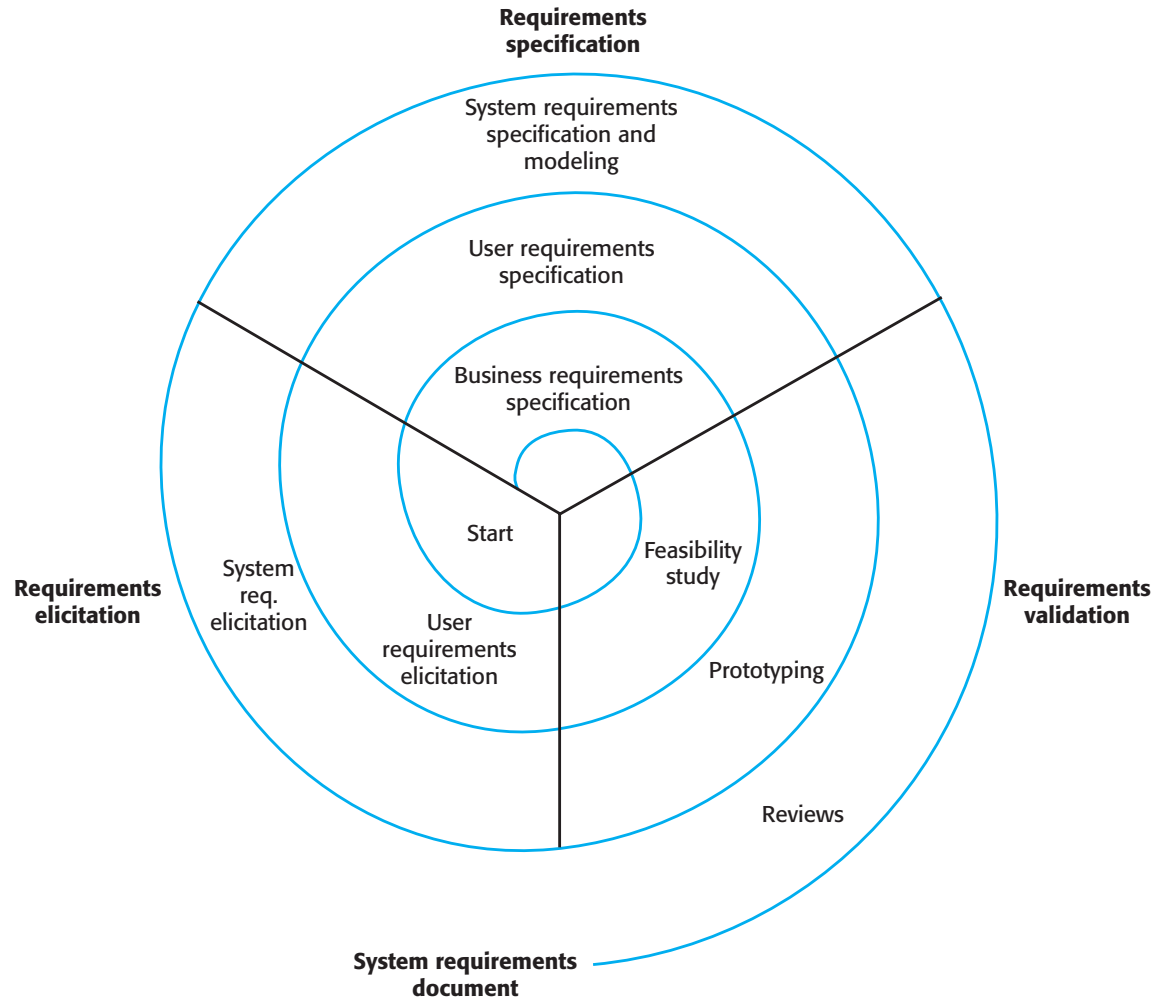 Requirements
specification
System requirements
specification and
modeling
User requirements
specification
Business requirements
specification
Start
Feasibility
study
System
req.
elicitation
Requirements
elicitation
Requirements
validation
User
requirements
elicitation
Prototyping
Reviews
System requirements
document